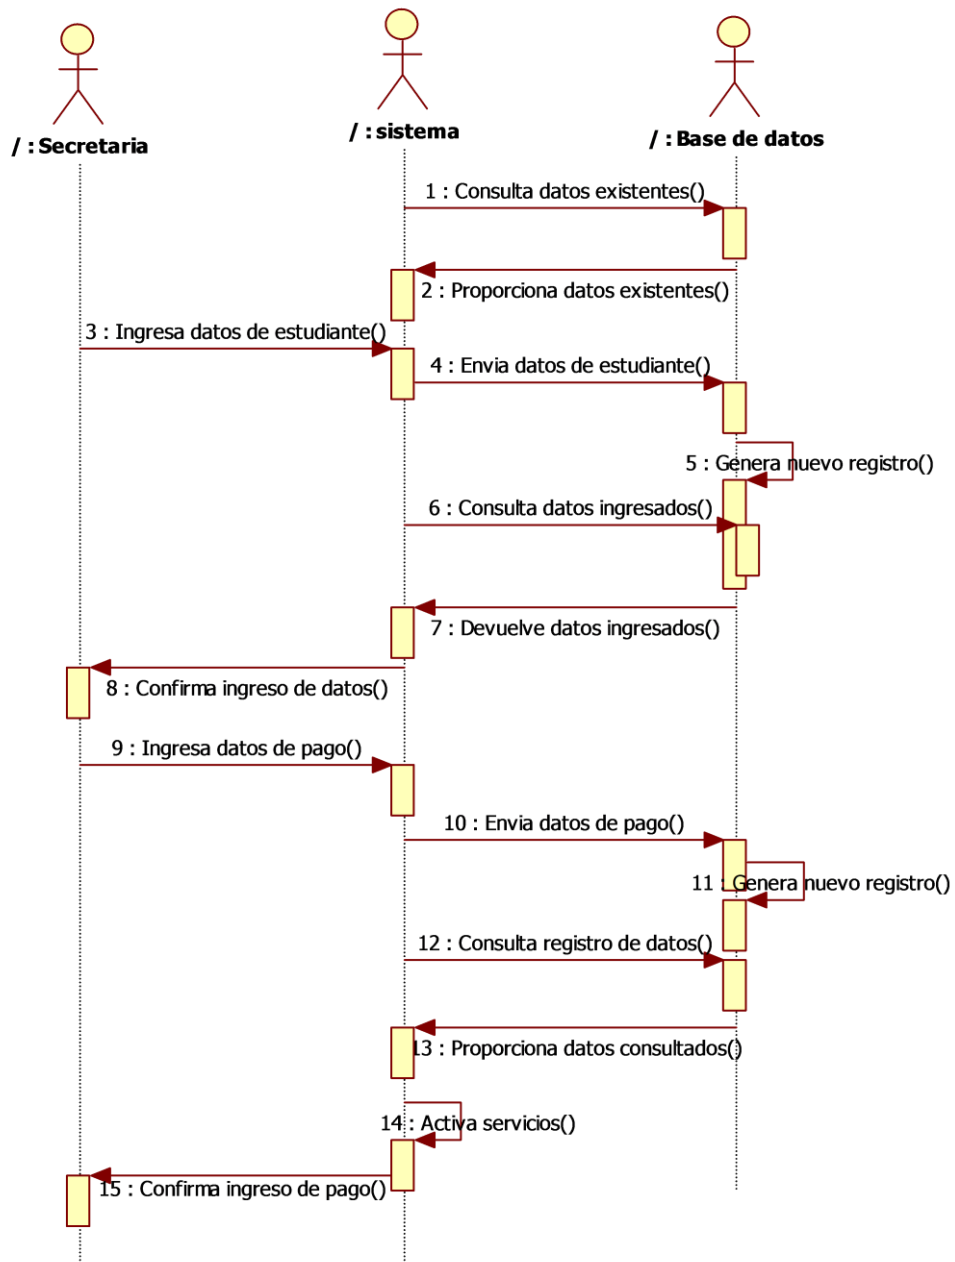 / : Secretaria
/ : sistema
/ : Base de datos
1 : Consulta datos existentes()
2 : Proporciona datos existentes()
3 : Ingresa datos de estudiante()
4 : Envia datos de estudiante()
5 : Genera nuevo registro()
6 : Consulta datos ingresados()
7 : Devuelve datos ingresados()
8 : Confirma ingreso de datos()
9 : Ingresa datos de pago()
10 : Envia datos de pago()
11 : Genera nuevo registro()
12 : Consulta registro de datos()
13 : Proporciona datos consultados()
14 : Activa servicios()
15 : Confirma ingreso de pago()